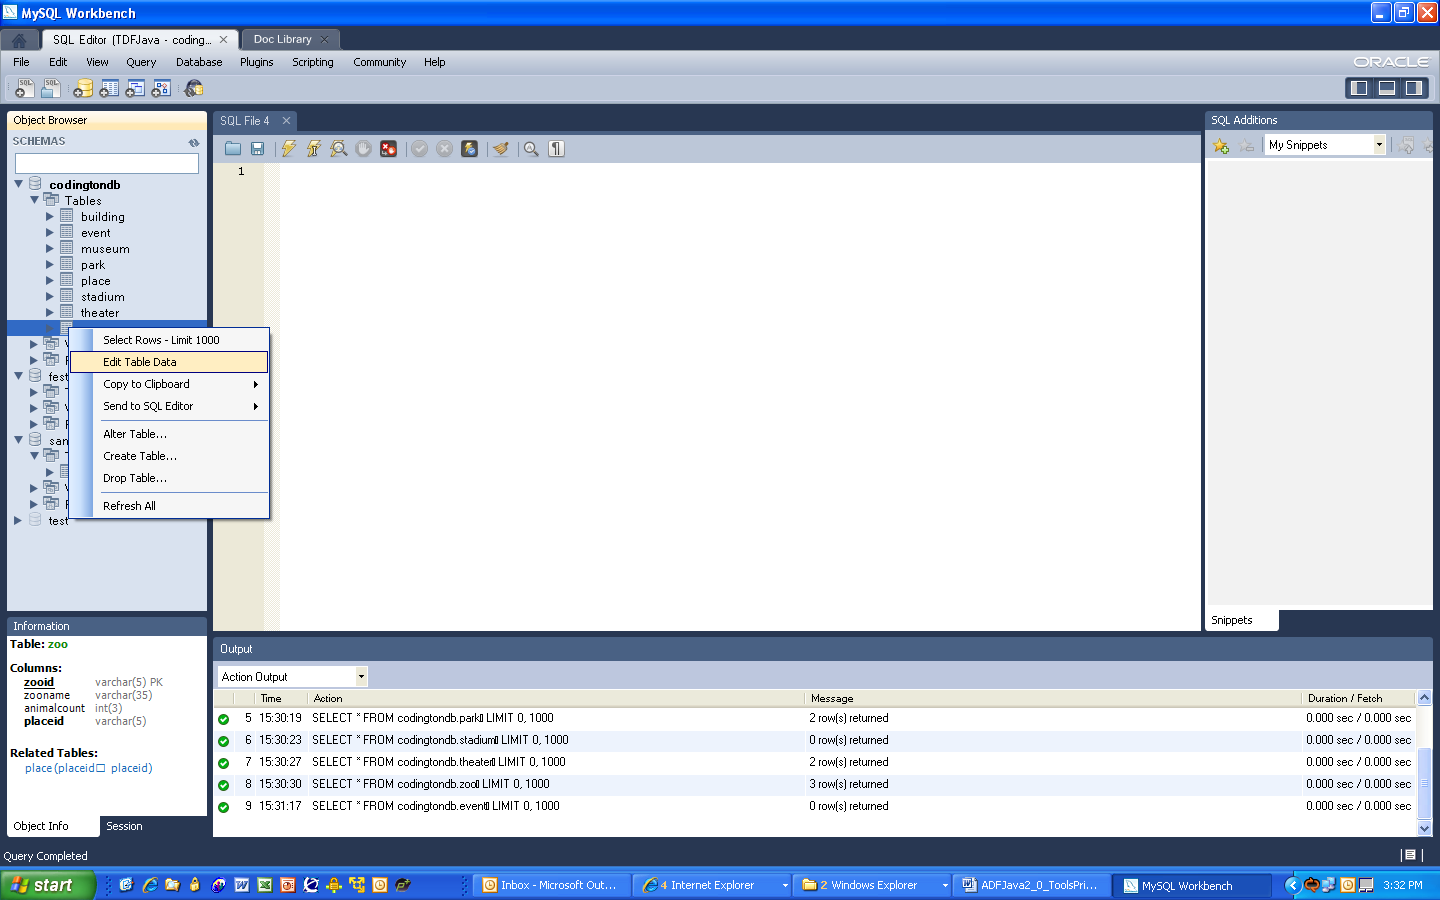 MySQL Workbench
SQL Editor (TDFJava - coding...
Doc Library
File Edit View Query Database Plugins Scripting Community Help
ORACLE
Object Browser
SCHEMAS
codingtondb
Tables
building
event
museum
park
place
stadium
theater
fest
san
test
Select Rows - Limit 1000
Edit Table Data
Copy to Clipboard
Send to SQL Editor
Alter Table...
Create Table...
Drop Table...
Refresh All
SQL File 4
1
SQL Additions
My Snippets
Snippets
Information
Table: zoo
Columns:
zooid varchar(5) PK
zooname varchar(35)
animalcount int(3)
placeid varchar(5)
Related Tables:
place (placeid placeid)
Object Info Session
Output
Action Output
Time Action Message Duration / Fetch
5 15:30:19 SELECT * FROM codingtondb.park LIMIT 0, 1000 2 row(s) returned 0.000 sec / 0.000 sec
6 15:30:23 SELECT * FROM codingtondb.stadium LIMIT 0, 1000 0 row(s) returned 0.000 sec / 0.000 sec
7 15:30:27 SELECT * FROM codingtondb.theater LIMIT 0, 1000 2 row(s) returned 0.000 sec / 0.000 sec
8 15:30:30 SELECT * FROM codingtondb.zoo LIMIT 0, 1000 3 row(s) returned 0.000 sec / 0.000 sec
9 15:31:17 SELECT * FROM codingtondb.event LIMIT 0, 1000 0 row(s) returned 0.000 sec / 0.000 sec
Query Completed
start
Inbox - Microsoft Out...
4 Internet Explorer
2 Windows Explorer
ADFJava2_0_ToolsPri...
MySQL Workbench
3:32 PM